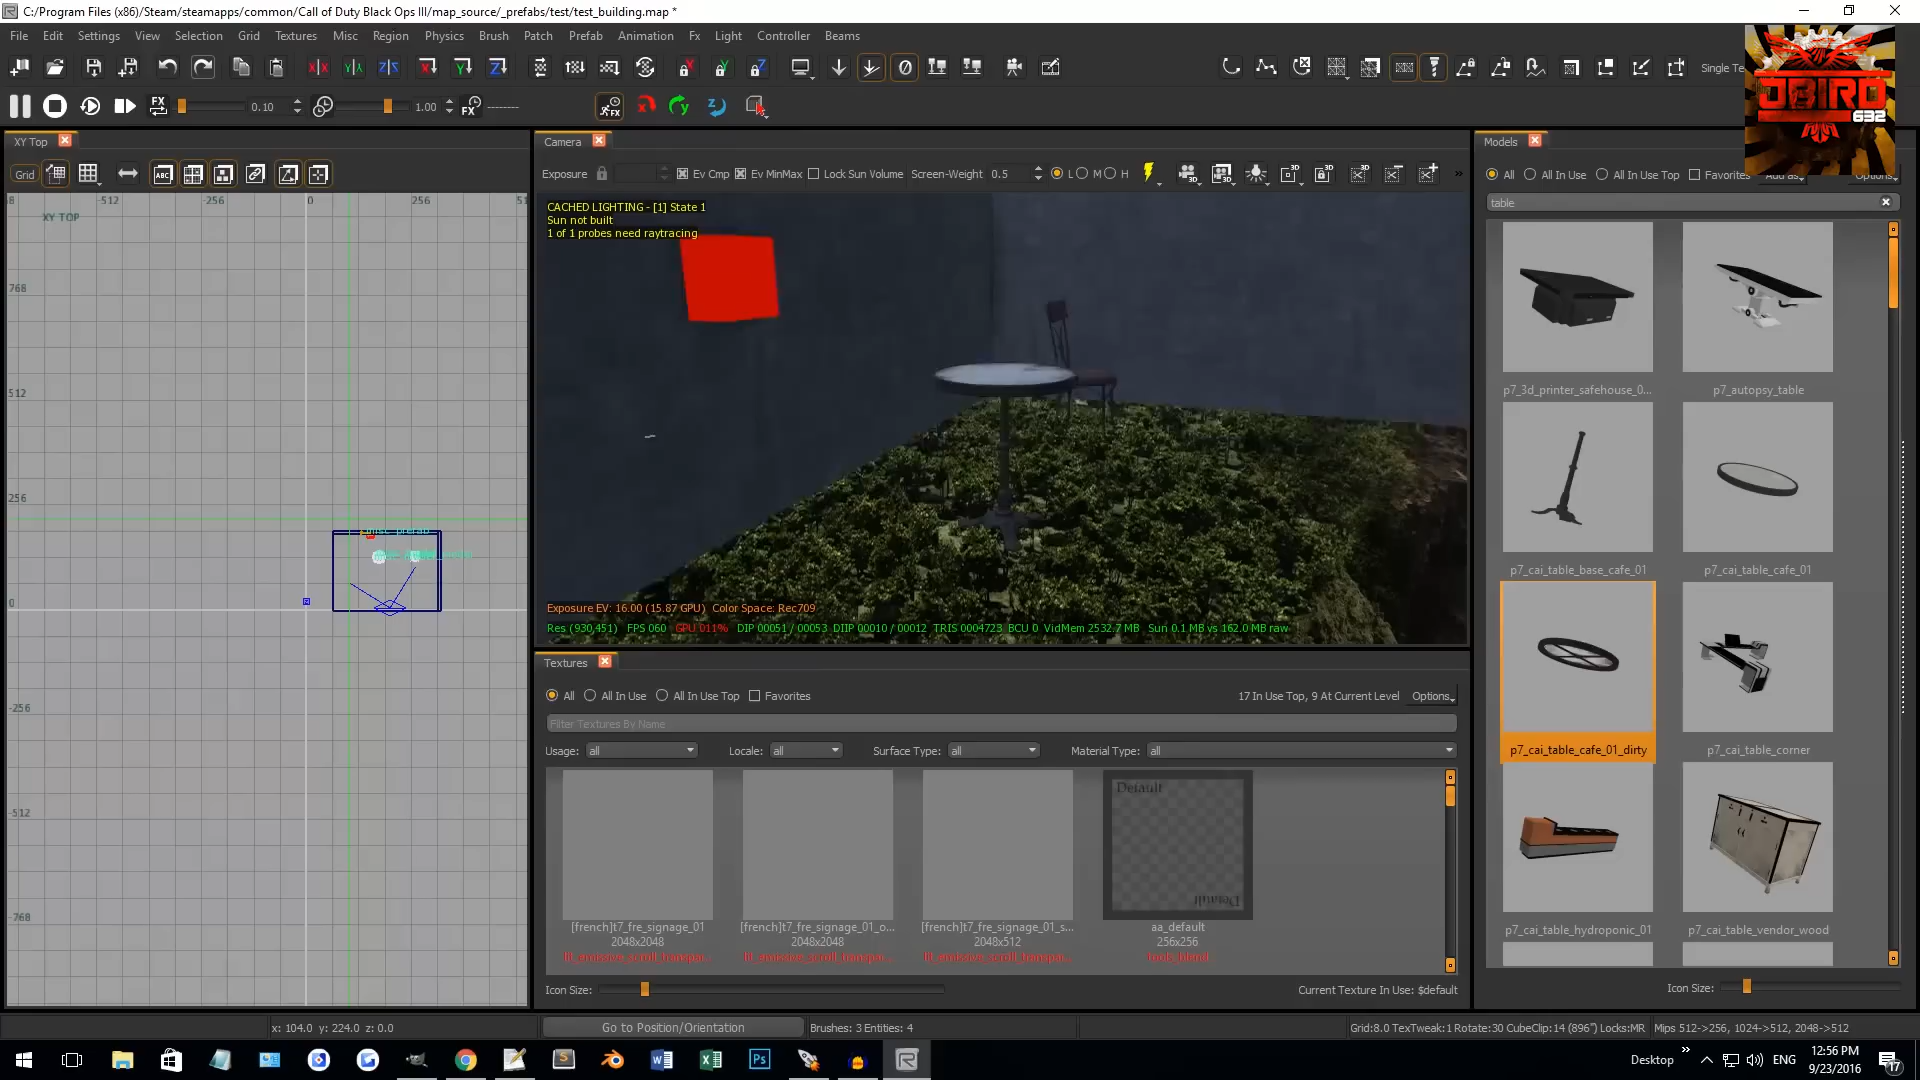 C:/Program Files (x86)/Steam/steamapps/common/Call of Duty Black Ops III/map_source/_prefabs/test/test_building.map *
File Edit Settings View Selection Grid Textures Misc Region Physics Brush Patch Prefab Animation Fx Light Controller Beams
Single Te
JBIRD
632
FX 0.10 1.00 FX
XY Top
Camera
Models
Grid
Exposure Ev Cmp Ev MinMax Lock Sun Volume Screen-Weight 0.5 L M H
All All In Use All In Use Top Favorites
table
-512 -256 0 256 51
XY TOP
768
512
256
0
-256
-512
-768
misc_prefab
CACHED LIGHTING - [1] State 1
Sun not built
1 of 1 probes need raytracing
Exposure EV: 16.00 (15.87 GPU) Color Space: Rec709
Res (930,451) FPS 060 GPU 011% DIP 00051 / 00053 DIIP 00010 / 00012 TRIS 0004723 BCU 0 VidMem 2532.7 MB Sun 0.1 MB vs 162.0 MB raw
p7_3d_printer_safehouse_0...
p7_autopsy_table
p7_cai_table_base_cafe_01
p7_cai_table_cafe_01
p7_cai_table_cafe_01_dirty
p7_cai_table_corner
p7_cai_table_hydroponic_01
p7_cai_table_vendor_wood
Icon Size:
Textures
All All In Use All In Use Top Favorites
17 In Use Top, 9 At Current Level Options
Filter Textures By Name
Usage: all Locale: all Surface Type: all Material Type: all
Default
[french]t7_fre_signage_01
2048x2048
lit_emissive_scroll_transpar...
[french]t7_fre_signage_01_o...
2048x2048
lit_emissive_scroll_transpar...
[french]t7_fre_signage_01_s...
2048x512
lit_emissive_scroll_transpar...
aa_default
256x256
tools_blend
Icon Size:
Current Texture In Use: $default
x: 104.0 y: 224.0 z: 0.0
Go to Position/Orientation
Brushes: 3 Entities: 4
Grid:8.0 TexTweak:1 Rotate:30 CubeClip:14 (896") Locks:MR
Mips 512->256, 1024->512, 2048->512
Desktop
ENG
12:56 PM
9/23/2016
17